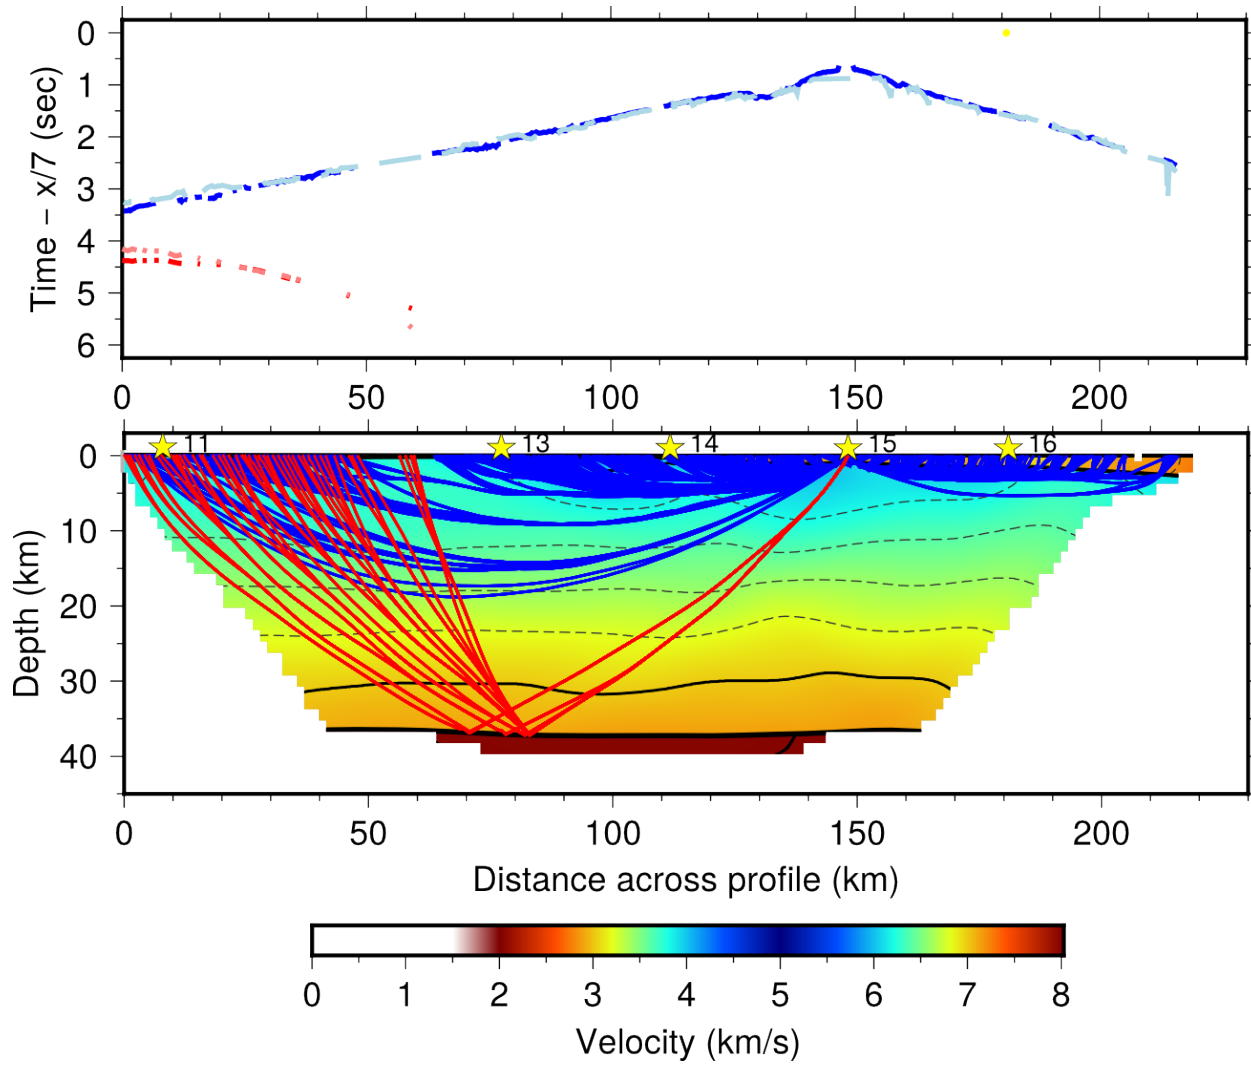 Time – x/7 (sec)
0
1
2
3
4
5
6
0 50 100 150 200
11 13 14 15 16
Depth (km)
0
10
20
30
40
0 50 100 150 200
Distance across profile (km)
0 1 2 3 4 5 6 7 8
Velocity (km/s)